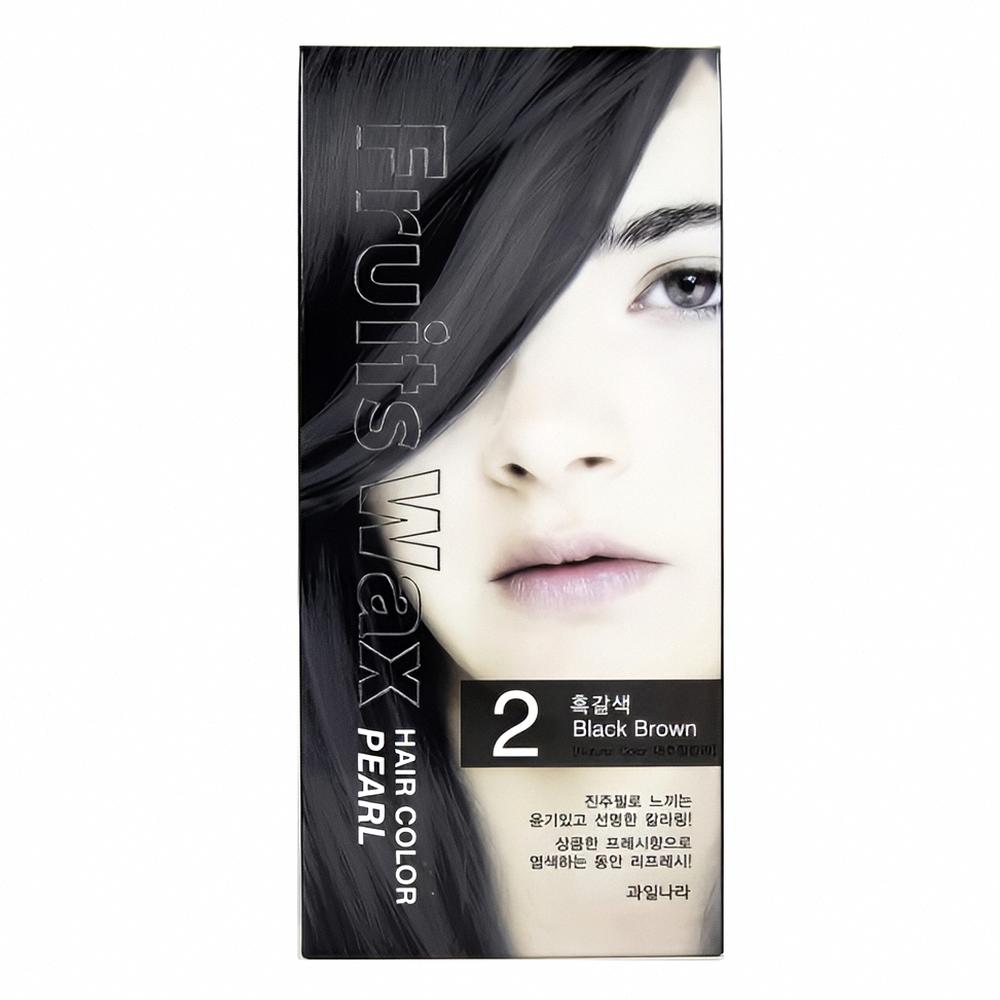 Fruits Wax
HAIR COLOR
PEARL
2
흑갈색
Black Brown
진주펄로 느끼는
윤기있고 선명한 칼라링!
상큼한 프레시향으로
염색하는 동안 리프레시!
과일나라